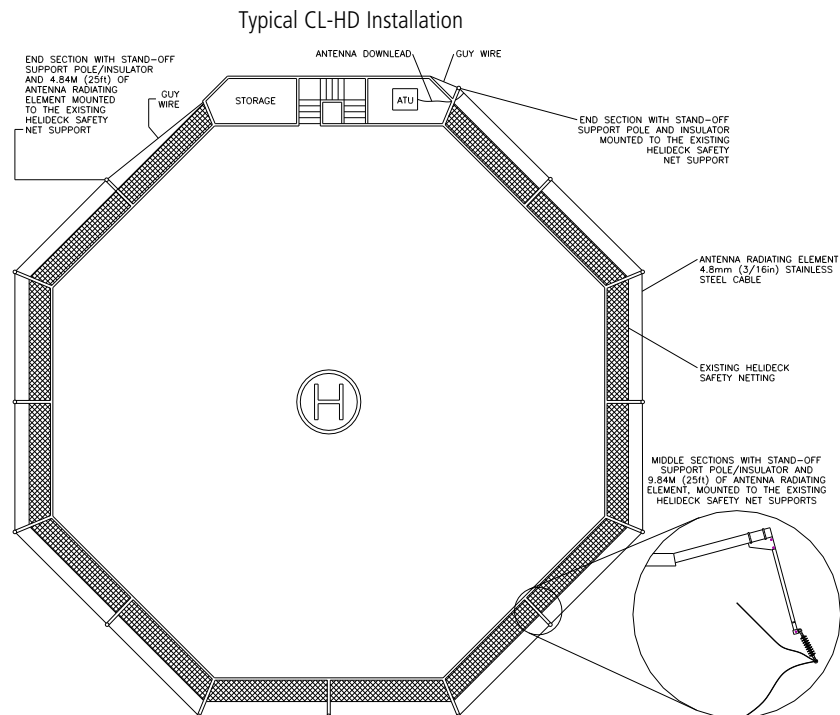 Typical CL-HD Installation
END SECTION WITH STAND-OFF
SUPPORT POLE/INSULATOR
AND 4.84M (25ft) OF
ANTENNA RADIATING
ELEMENT MOUNTED
TO THE EXISTING
HELIDECK SAFETY
NET SUPPORT
GUY
WIRE
ANTENNA DOWNLEAD
GUY WIRE
STORAGE
ATU
END SECTION WITH STAND-OFF
SUPPORT POLE AND INSULATOR
MOUNTED TO THE EXISTING
HELIDECK SAFETY
NET SUPPORT
ANTENNA RADIATING ELEMENT
4.8mm (3/16in) STAINLESS
STEEL CABLE
EXISTING HELIDECK
SAFETY NETTING
H
MIDDLE SECTIONS WITH STAND-OFF
SUPPORT POLE/INSULATOR AND
9.84M (25ft) OF ANTENNA RADIATING
ELEMENT, MOUNTED TO THE EXISTING
HELIDECK SAFETY NET SUPPORTS